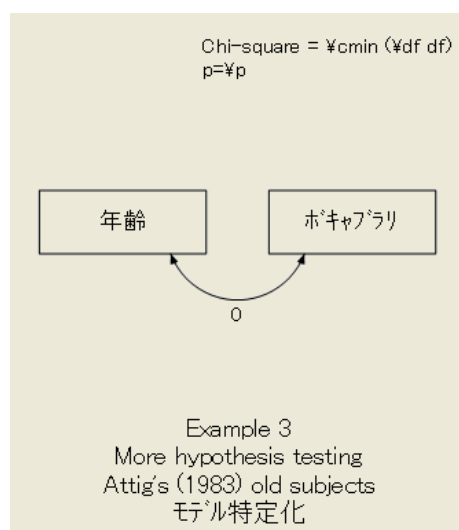 Chi-square = ¥cmin (¥df df)
p=¥p
年齢
ﾎﾞｷｬﾌﾞﾗﾘ
0
Example 3
More hypothesis testing
Attig's (1983) old subjects
ﾓﾃﾞﾙ特定化